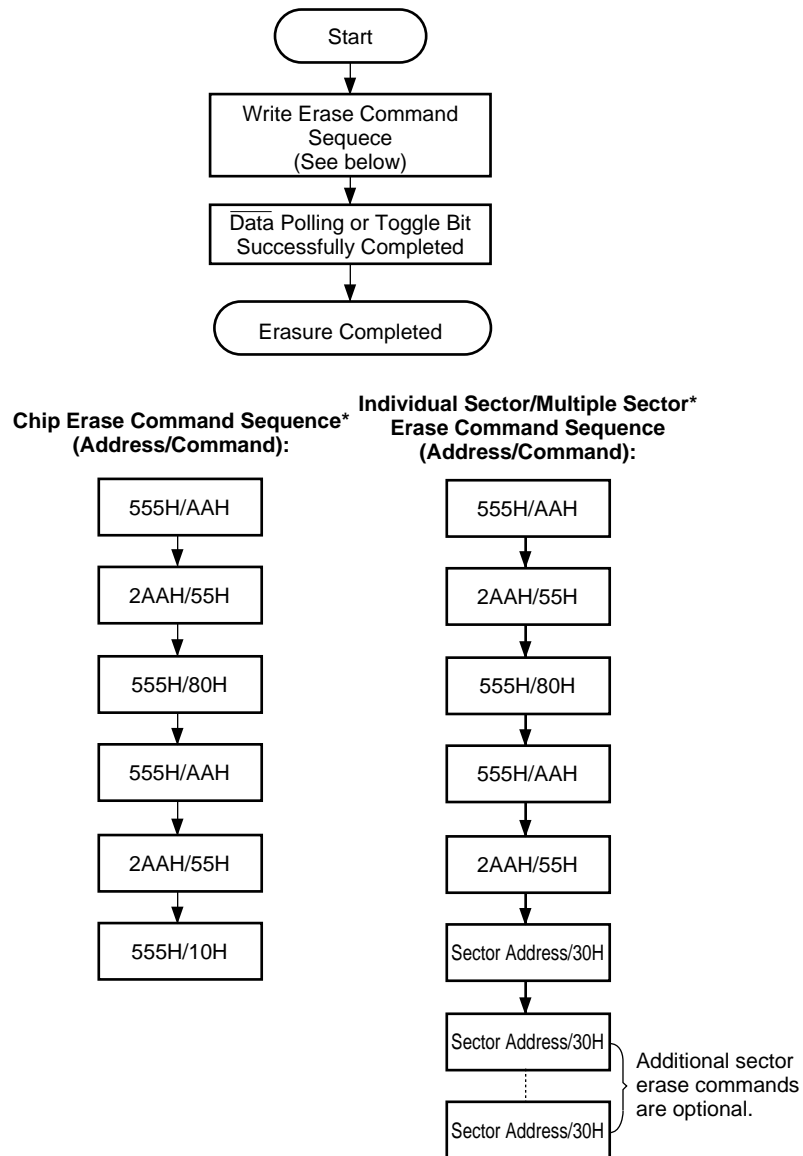 Start
Write Erase Command
Sequece
(See below)
Data Polling or Toggle Bit
Successfully Completed
Erasure Completed
Chip Erase Command Sequence*
(Address/Command):
555H/AAH
2AAH/55H
555H/80H
555H/AAH
2AAH/55H
555H/10H
Individual Sector/Multiple Sector*
Erase Command Sequence
(Address/Command):
555H/AAH
2AAH/55H
555H/80H
555H/AAH
2AAH/55H
Sector Address/30H
Sector Address/30H
Sector Address/30H
Additional sector
erase commands
are optional.